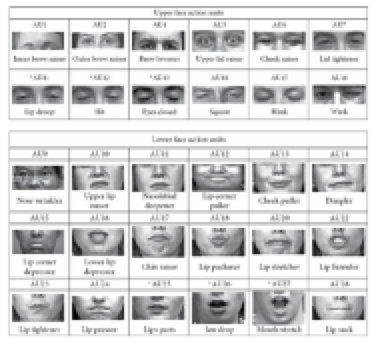 Upper face action units
AU1 AU2 AU4 AU5 AU6 AU7
Inner brow raiser Outer brow raiser Brow lowerer Upper lid raiser Cheek raiser Lid tightener
*AU41 *AU42 *AU43 AU44 AU45 AU46
Lip droop Slit Eyes closed Squint Blink Wink
Lower face action units
AU9 AU10 AU11 AU12 AU13 AU14
Nose wrinkler Upper lip raiser Nasolabial deepener Lip corner puller Cheek puffer Dimpler
AU15 AU16 AU17 AU18 AU20 AU22
Lip corner depressor Lower lip depressor Chin raiser Lip puckerer Lip stretcher Lip funneler
AU23 AU24 *AU25 *AU26 *AU27 AU28
Lip tightener Lip pressor Lips parts Jaw drop Mouth stretch Lip suck